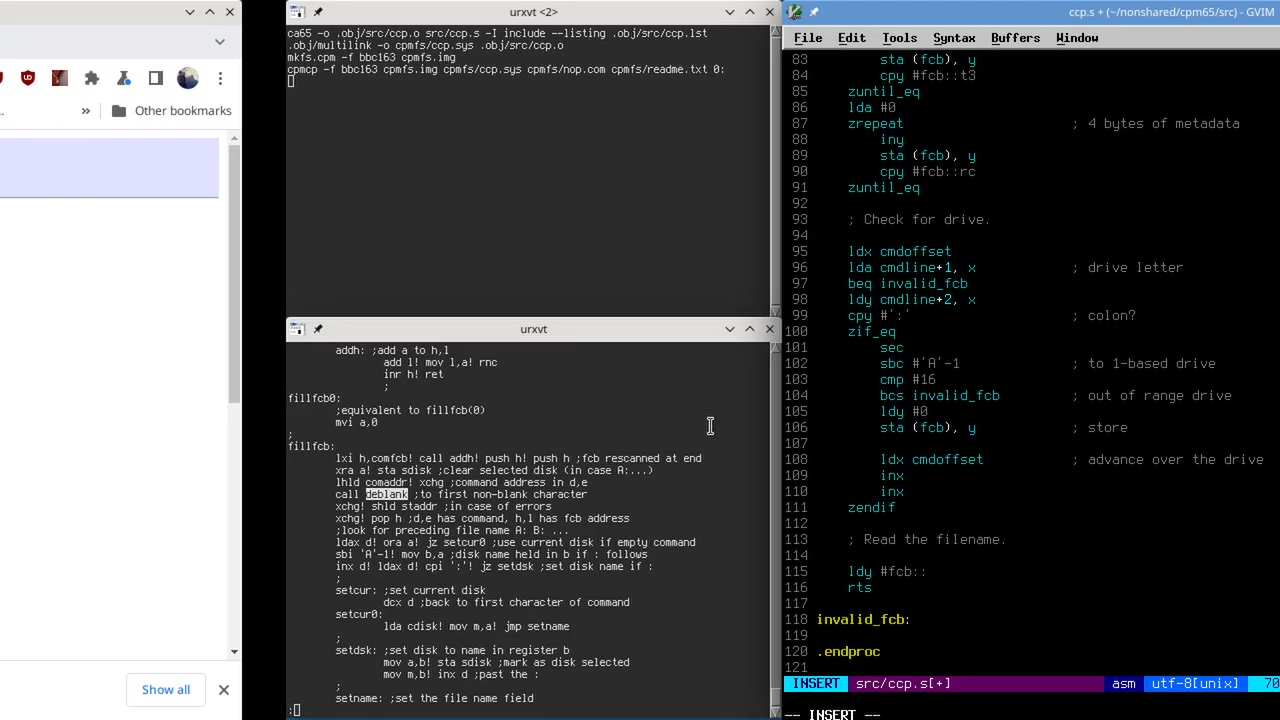 Other bookmarks
Show all
urxvt <2>
ca65 -o .obj/src/ccp.o src/ccp.s -I include --listing .obj/src/ccp.lst
.obj/multilink -o cpmfs/ccp.sys .obj/src/ccp.o
mkfs.cpm -f bbc163 cpmfs.img
cpmcp -f bbc163 cpmfs.img cpmfs/ccp.sys cpmfs/nop.com cpmfs/readme.txt 0:
urxvt
addh: ;add a to h,l
add l! mov l,a! rnc
inr h! ret
;
fillfcb0:
;equivalent to fillfcb(0)
mvi a,0
;
fillfcb:
lxi h,comfcb! call addh! push h! push h ;fcb rescanned at end
xra a! sta sdisk ;clear selected disk (in case A:...)
lhld comaddr! xchg ;command address in d,e
call deblank ;to first non-blank character
xchg! shld staddr ;in case of errors
xchg! pop h ;d,e has command, h,l has fcb address
;look for preceding file name A: B: ...
ldax d! ora a! jz setcur0 ;use current disk if empty command
sbi 'A'-1! mov b,a ;disk name held in b if : follows
inx d! ldax d! cpi ':'! jz setdsk ;set disk name if :
;
setcur: ;set current disk
dcx d ;back to first character of command
setcur0:
lda cdisk! mov m,a! jmp setname
;
setdsk: ;set disk to name in register b
mov a,b! sta sdisk ;mark as disk selected
mov m,b! inx d ;past the :
;
setname: ;set the file name field
:
ccp.s + (~/nonshared/cpm65/src) - GVIM
File Edit Tools Syntax Buffers Window
83 sta (fcb), y
84 cpy #fcb::t3
85 zuntil_eq
86 lda #0
87 zrepeat ; 4 bytes of metadata
88 iny
89 sta (fcb), y
90 cpy #fcb::rc
91 zuntil_eq
92
93 ; Check for drive.
94
95 ldx cmdoffset
96 lda cmdline+1, x ; drive letter
97 beq invalid_fcb
98 ldy cmdline+2, x
99 cpy #':' ; colon?
100 zif_eq
101 sec
102 sbc #'A'-1 ; to 1-based drive
103 cmp #16
104 bcs invalid_fcb ; out of range drive
105 ldy #0
106 sta (fcb), y ; store
107
108 ldx cmdoffset ; advance over the drive
109 inx
110 inx
111 zendif
112
113 ; Read the filename.
114
115 ldy #fcb::
116 rts
117
118 invalid_fcb:
119
120 .endproc
121
INSERT src/ccp.s[+] asm utf-8[unix] 70
-- INSERT --